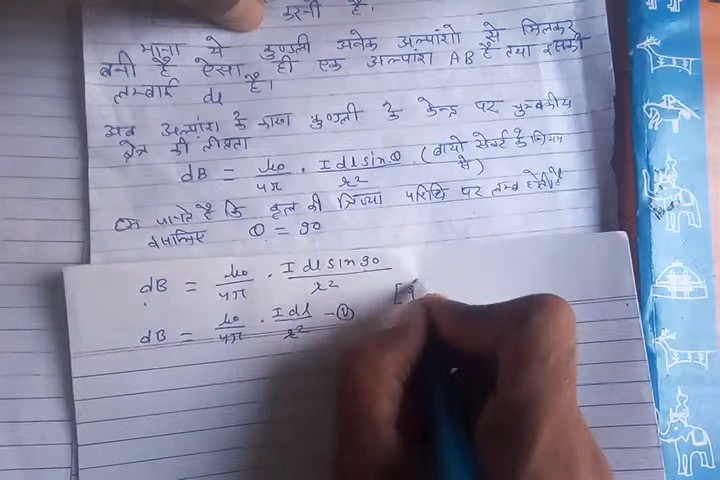 करनी है।
माना ये कुण्डली अनेक अल्पांशो से मिलकर
बनी है ऐसा ही एक अल्पांश AB है तथा इसकी
लम्बाई dl है।
अब अल्पांश के कारण कुण्डली के केन्द्र पर चुम्बकीय
क्षेत्र की तीव्रता
dB = μ₀/4π · I dl sinθ/r² (बायो सेवर्ट के नियम से)
जानते है कि वृत की त्रिज्या परिधि पर लम्ब होती है
इसलिए θ = 90
dB = μ₀/4π · I dl sin90/r²
dB = μ₀/4π · I dl/r² - ①